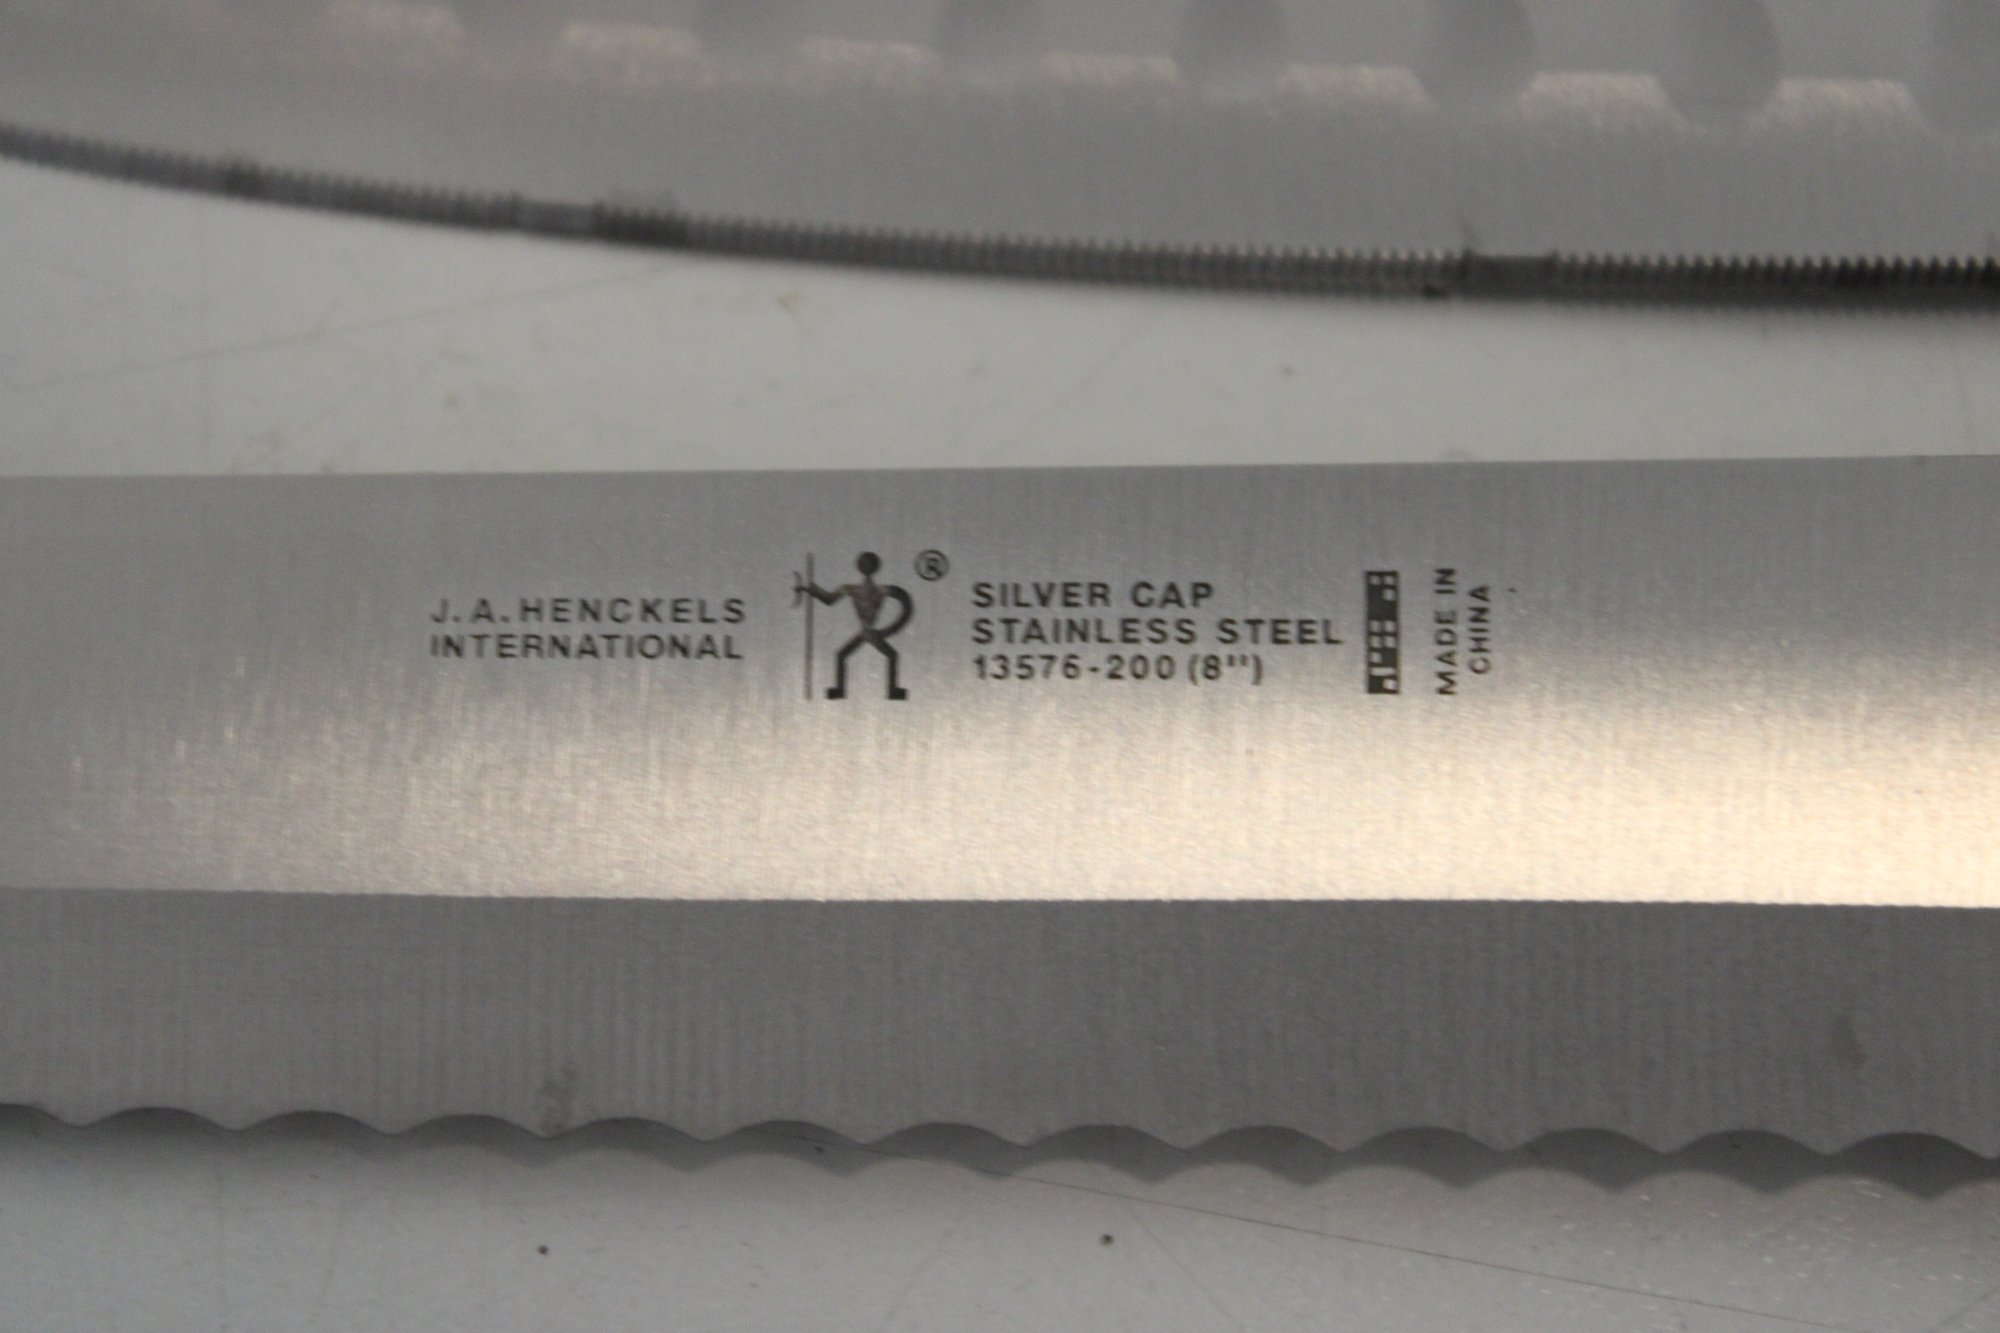 J.A. HENCKELS
INTERNATIONAL
®
SILVER CAP
STAINLESS STEEL
13576-200 (8")
MADE IN
CHINA